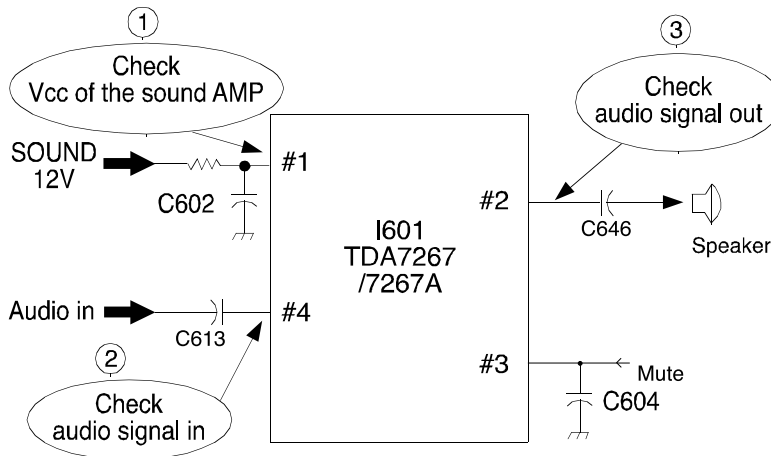 1
Check
Vcc of the sound AMP
3
Check
audio signal out
SOUND
12V
#1
C602
#2
C646
Speaker
I601
TDA7267
/7267A
Audio in
#4
C613
#3
Mute
C604
2
Check
audio signal in